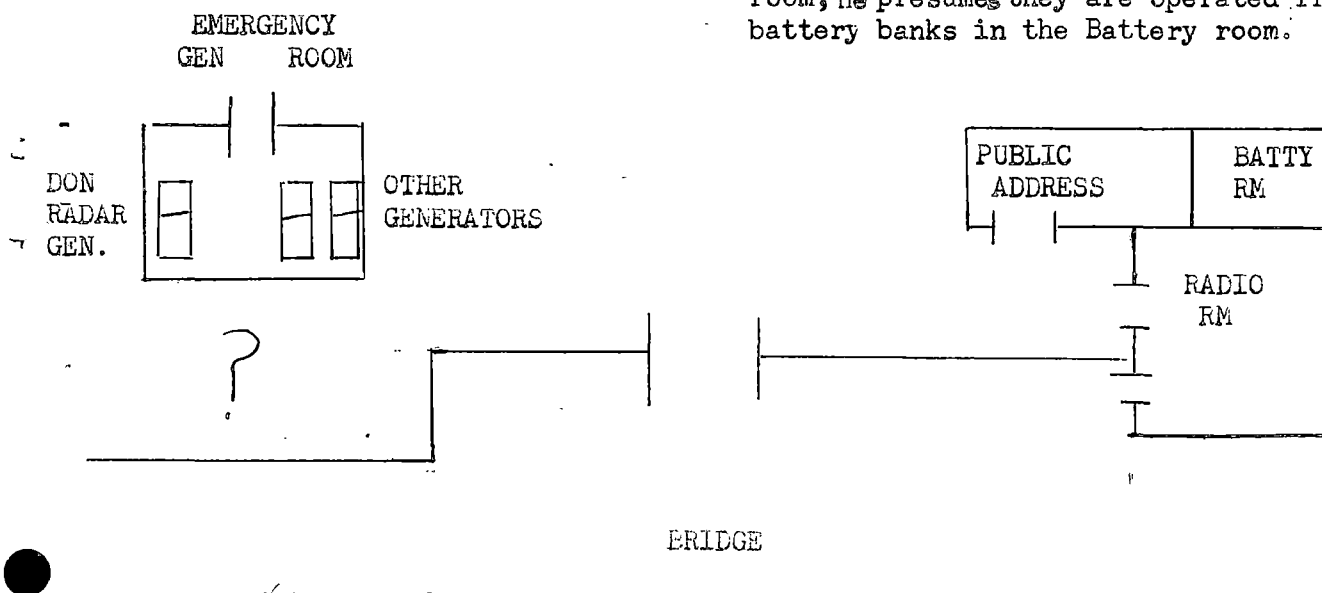 room, he presumes they are operated
battery banks in the Battery room.
EMERGENCY
GEN ROOM
DON
RADAR
GEN.
OTHER
GENERATORS
PUBLIC
ADDRESS
BATTY
RM
RADIO
RM
?
BRIDGE